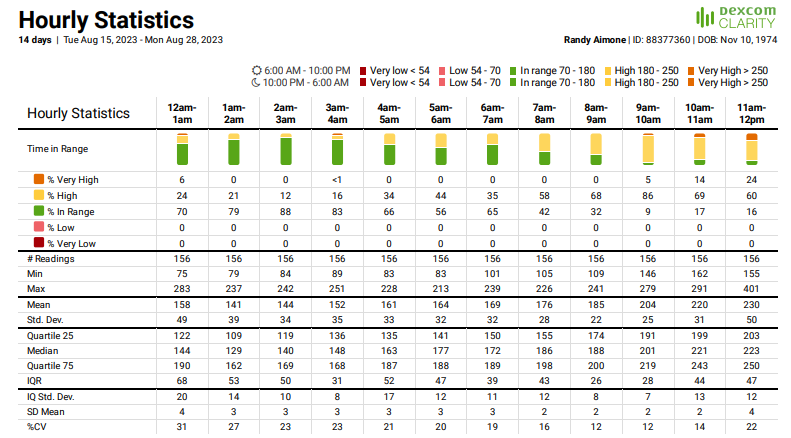 Hourly Statistics
Dexcom CLARITY
14 days | Tue Aug 15, 2023 - Mon Aug 28, 2023
Randy Aimone | ID: 88377360 | DOB: Nov 10, 1974
6:00 AM - 10:00 PM Very low < 54 Low 54 - 70 In range 70 - 180 High 180 - 250 Very High > 250
10:00 PM - 6:00 AM Very low < 54 Low 54 - 70 In range 70 - 180 High 180 - 250 Very High > 250
Hourly Statistics 12am-1am 1am-2am 2am-3am 3am-4am 4am-5am 5am-6am 6am-7am 7am-8am 8am-9am 9am-10am 10am-11am 11am-12pm
Time in Range
% Very High 6 0 0 <1 0 0 0 0 0 5 14 24
% High 24 21 12 16 34 44 35 58 68 86 69 60
% In Range 70 79 88 83 66 56 65 42 32 9 17 16
% Low 0 0 0 0 0 0 0 0 0 0 0 0
% Very Low 0 0 0 0 0 0 0 0 0 0 0 0
# Readings 156 156 156 156 156 156 156 156 156 156 156 156
Min 75 79 84 89 83 83 101 105 109 146 162 155
Max 283 237 242 251 228 213 239 226 241 279 291 401
Mean 158 141 144 152 161 164 169 176 185 204 220 230
Std. Dev. 49 39 34 35 33 32 32 28 22 25 31 50
Quartile 25 122 109 119 136 135 141 150 155 174 191 199 203
Median 144 129 140 148 163 177 172 186 188 201 221 223
Quartile 75 190 162 169 168 187 188 189 198 200 219 243 250
IQR 68 53 50 31 52 47 39 43 26 28 44 47
IQ Std. Dev. 20 14 10 8 17 12 11 12 8 7 13 12
SD Mean 4 3 3 3 3 3 3 2 2 2 2 4
%CV 31 27 23 23 21 20 19 16 12 12 14 22